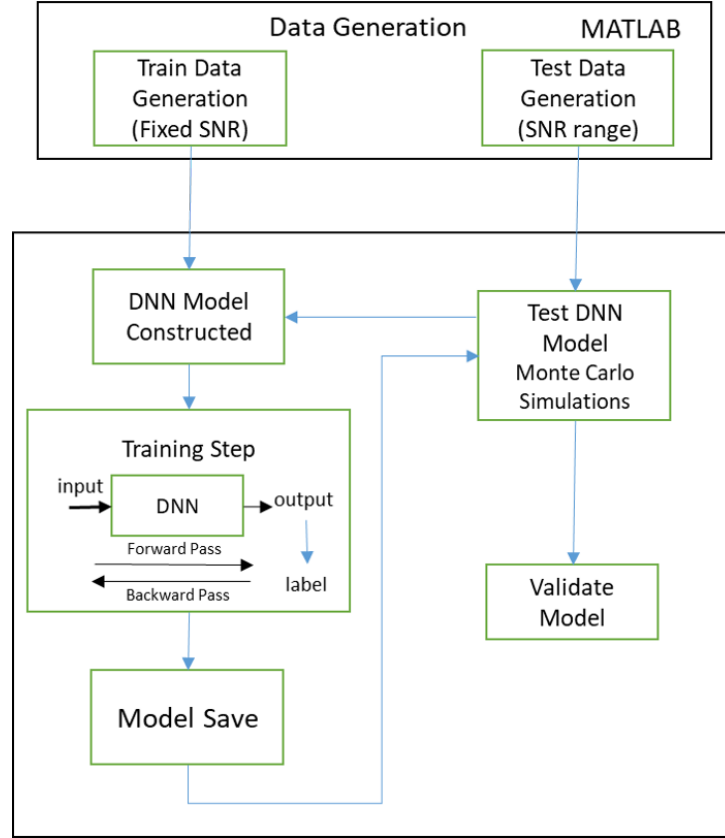 Data Generation
MATLAB
Train Data
Generation
(Fixed SNR)
Test Data
Generation
(SNR range)
DNN Model
Constructed
Test DNN
Model
Monte Carlo
Simulations
Training Step
input
DNN
output
Forward Pass
Backward Pass
label
Validate
Model
Model Save